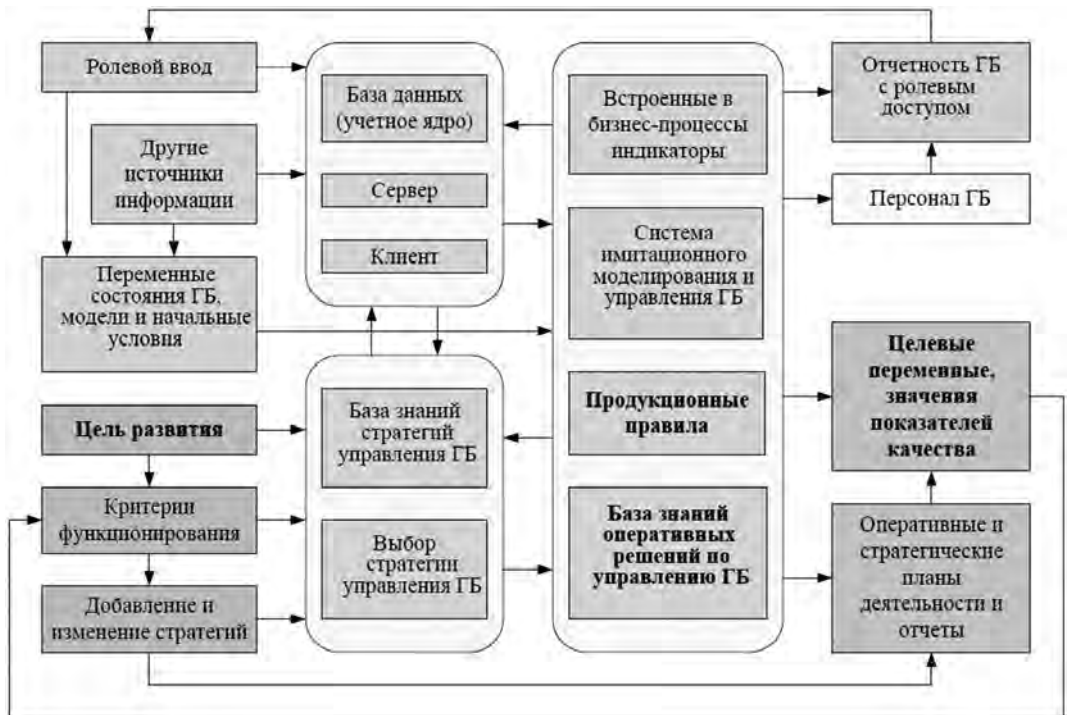 Ролевой ввод
Другие
источники
информации
Переменные
состояния ГБ,
модели и начальные
условия
Цель развития
Критерии
функционирования
Добавление и
изменение стратегий
База данных
(учетное ядро)
Сервер
Клиент
База знаний
стратегий
управления ГБ
Выбор
стратегии
управления ГБ
Встроенные в
бизнес-процессы
индикаторы
Система
имитационного
моделирования и
управления ГБ
Продукционные
правила
База знаний
оперативных
решений по
управлению ГБ
Отчетность ГБ
с ролевым
доступом
Персонал ГБ
Целевые
переменные,
значения
показателей
качества
Оперативные и
стратегические
планы
деятельности и
отчеты